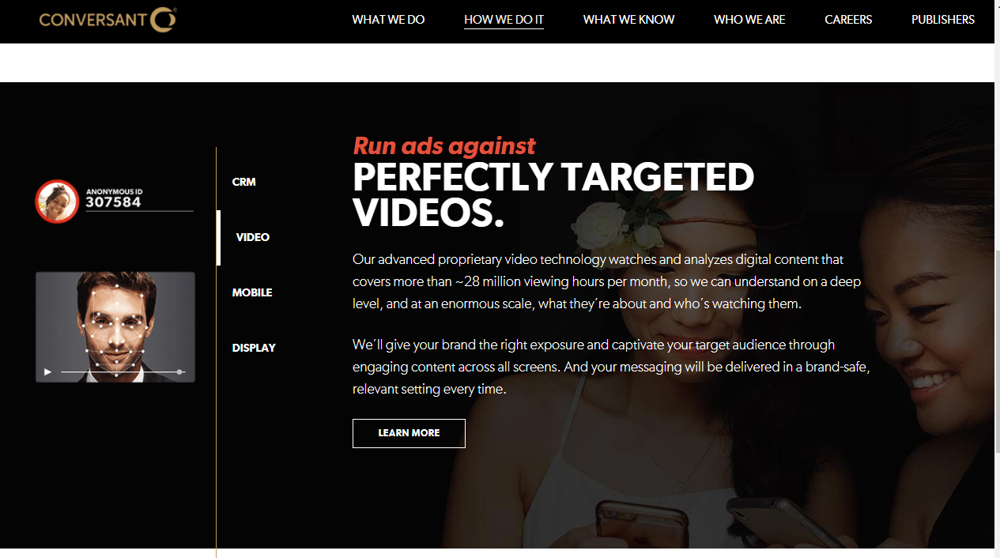 CONVERSANT
WHAT WE DO
HOW WE DO IT
WHAT WE KNOW
WHO WE ARE
CAREERS
PUBLISHERS
ANONYMOUS ID
307584
CRM
VIDEO
MOBILE
DISPLAY
Run ads against
PERFECTLY TARGETED
VIDEOS.
Our advanced proprietary video technology watches and analyzes digital content that
covers more than ~28 million viewing hours per month, so we can understand on a deep
level, and at an enormous scale, what they´re about and who´s watching them.
We´ll give your brand the right exposure and captivate your target audience through
engaging content across all screens. And your messaging will be delivered in a brand-safe,
relevant setting every time.
LEARN MORE